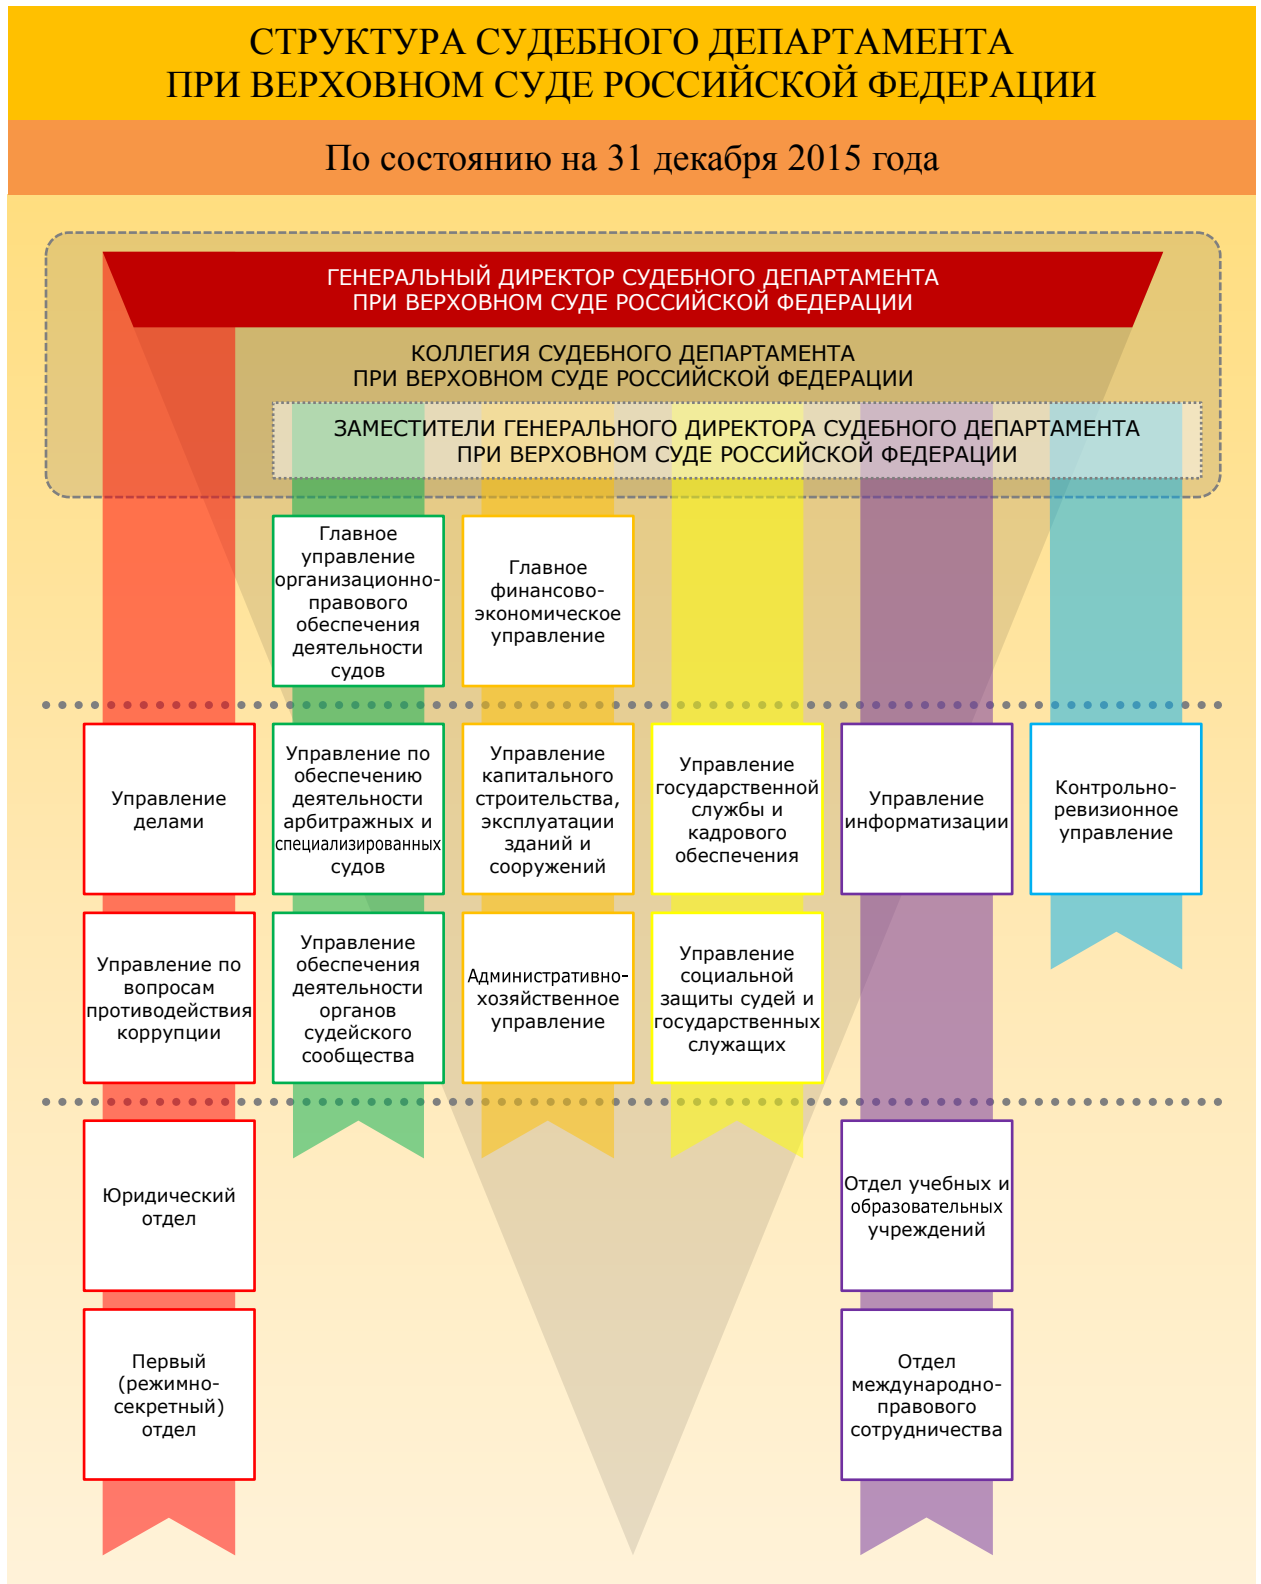 СТРУКТУРА СУДЕБНОГО ДЕПАРТАМЕНТА
ПРИ ВЕРХОВНОМ СУДЕ РОССИЙСКОЙ ФЕДЕРАЦИИ
По состоянию на 31 декабря 2015 года
ГЕНЕРАЛЬНЫЙ ДИРЕКТОР СУДЕБНОГО ДЕПАРТАМЕНТА
ПРИ ВЕРХОВНОМ СУДЕ РОССИЙСКОЙ ФЕДЕРАЦИИ
КОЛЛЕГИЯ СУДЕБНОГО ДЕПАРТАМЕНТА
ПРИ ВЕРХОВНОМ СУДЕ РОССИЙСКОЙ ФЕДЕРАЦИИ
ЗАМЕСТИТЕЛИ ГЕНЕРАЛЬНОГО ДИРЕКТОРА СУДЕБНОГО ДЕПАРТАМЕНТА
ПРИ ВЕРХОВНОМ СУДЕ РОССИЙСКОЙ ФЕДЕРАЦИИ
Главное
управление
организационно-
правового
обеспечения
деятельности
судов
Главное
финансово-
экономическое
управление
Управление
делами
Управление по
обеспечению
деятельности
арбитражных и
специализированных
судов
Управление
капитального
строительства,
эксплуатации
зданий и
сооружений
Управление
государственной
службы и
кадрового
обеспечения
Управление
информатизации
Контрольно-
ревизионное
управление
Управление по
вопросам
противодействия
коррупции
Управление
обеспечения
деятельности
органов
судейского
сообщества
Административно-
хозяйственное
управление
Управление
социальной
защиты судей и
государственных
служащих
Юридический
отдел
Отдел учебных и
образовательных
учреждений
Первый
(режимно-
секретный)
отдел
Отдел
международно-
правового
сотрудничества